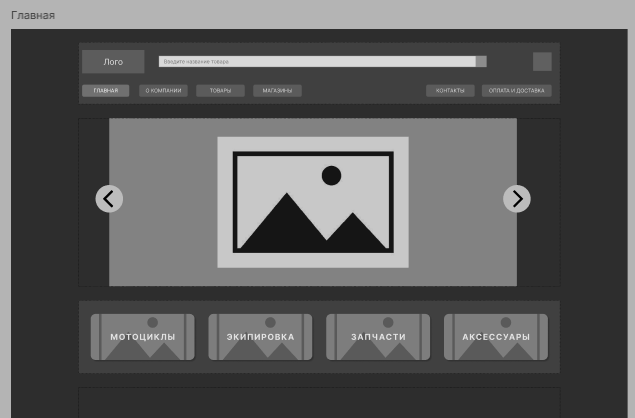 Главная
Лого
Введите название товара
ГЛАВНАЯ
О КОМПАНИИ
ТОВАРЫ
МАГАЗИНЫ
КОНТАКТЫ
ОПЛАТА И ДОСТАВКА
МОТОЦИКЛЫ
ЭКИПИРОВКА
ЗАПЧАСТИ
АКСЕССУАРЫ